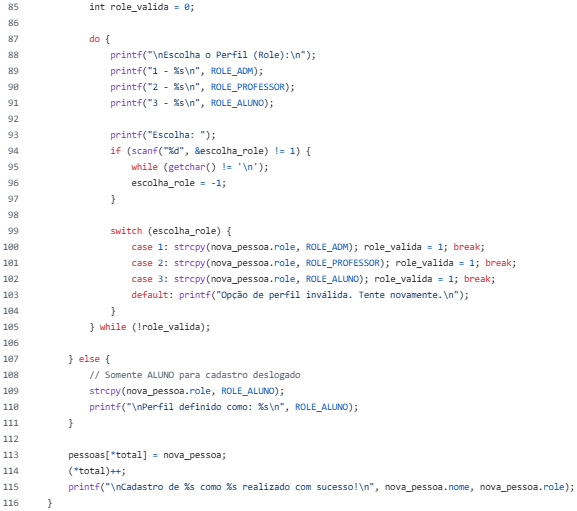 85 int role_valida = 0;
86
87 do {
88 printf("\nEscolha o Perfil (Role):\n");
89 printf("1 - %s\n", ROLE_ADM);
90 printf("2 - %s\n", ROLE_PROFESSOR);
91 printf("3 - %s\n", ROLE_ALUNO);
92
93 printf("Escolha: ");
94 if (scanf("%d", &escolha_role) != 1) {
95 while (getchar() != '\n');
96 escolha_role = -1;
97 }
98
99 switch (escolha_role) {
100 case 1: strcpy(nova_pessoa.role, ROLE_ADM); role_valida = 1; break;
101 case 2: strcpy(nova_pessoa.role, ROLE_PROFESSOR); role_valida = 1; break;
102 case 3: strcpy(nova_pessoa.role, ROLE_ALUNO); role_valida = 1; break;
103 default: printf("Opção de perfil inválida. Tente novamente.\n");
104 }
105 } while (!role_valida);
106
107 } else {
108 // Somente ALUNO para cadastro deslogado
109 strcpy(nova_pessoa.role, ROLE_ALUNO);
110 printf("\nPerfil definido como: %s\n", ROLE_ALUNO);
111 }
112
113 pessoas[*total] = nova_pessoa;
114 (*total)++;
115 printf("\nCadastro de %s como %s realizado com sucesso!\n", nova_pessoa.nome, nova_pessoa.role);
116 }